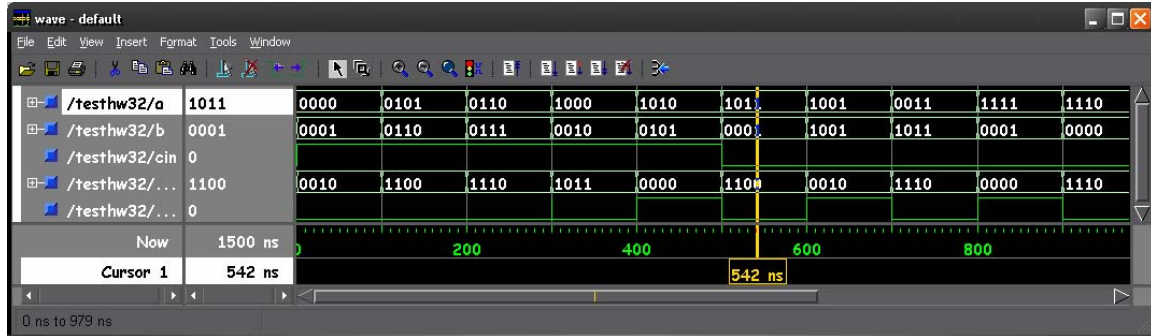 wave - default
File Edit View Insert Format Tools Window
/testhw32/a 1011 0000 0101 0110 1000 1010 1011 1001 0011 1111 1110
/testhw32/b 0001 0001 0110 0111 0010 0101 0001 1001 1011 0001 0000
/testhw32/cin 0
/testhw32/... 1100 0010 1100 1110 1011 0000 1100 0010 1110 0000 1110
/testhw32/... 0
Now 1500 ns 0 200 400 600 800
Cursor 1 542 ns 542 ns
0 ns to 979 ns